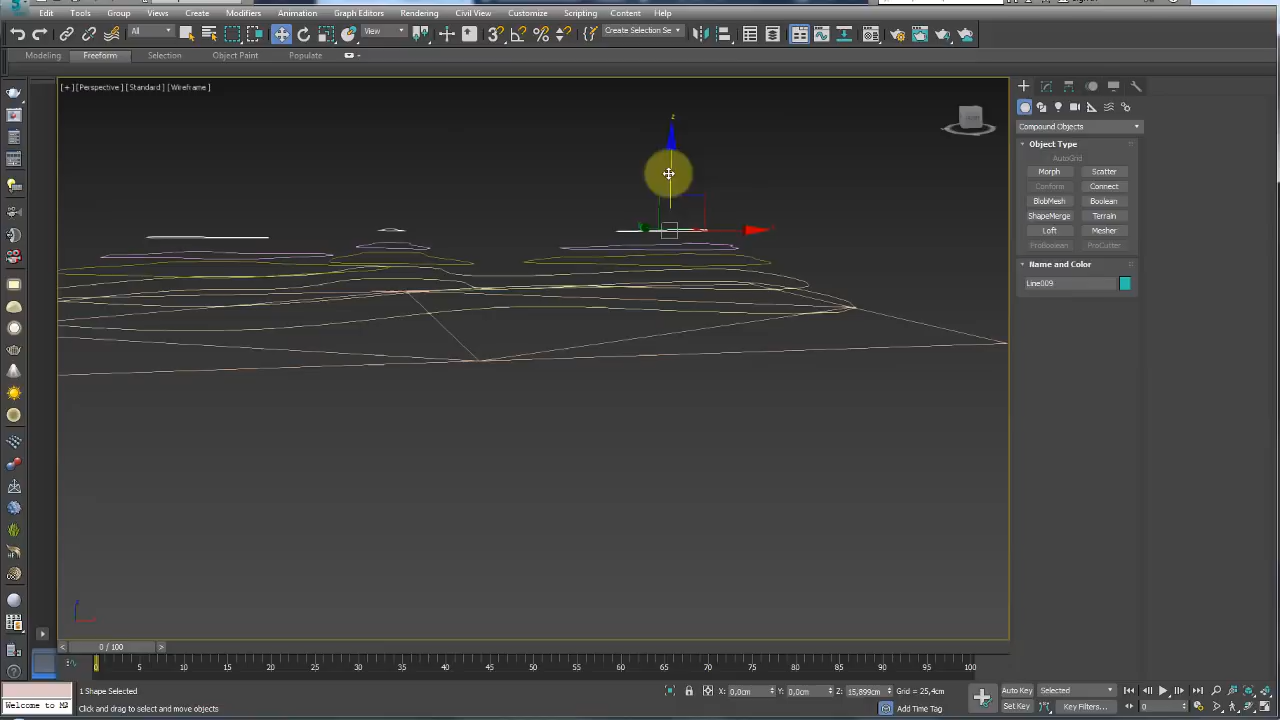 Edit Tools Group Views Create Modifiers Animation Graph Editors Rendering Civil View Customize Scripting Content Help
All View Create Selection Se
Modeling Freeform Selection Object Paint Populate
[+] [Perspective] [Standard] [Wireframe]
z
Compound Objects
Object Type
AutoGrid
Morph Scatter
Conform Connect
BlobMesh Boolean
ShapeMerge Terrain
Loft Mesher
ProBoolean ProCutter
Name and Color
Line009
z
0 / 100
0 5 10 15 20 25 30 35 40 45 50 55 60 65 70 75 80 85 90 95 100
1 Shape Selected X: 0,0cm Y: 0,0cm Z: 15,899cm Grid = 25,4cm Auto Key Selected
Welcome to MA Click and drag to select and move objects Add Time Tag Set Key Key Filters... 0